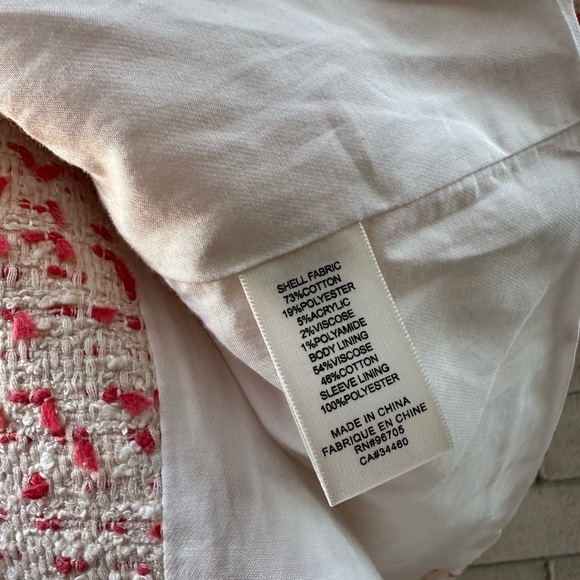 SHELL FABRIC
73%COTTON
19%POLYESTER
5%ACRYLIC
2%VISCOSE
1%POLYAMIDE
BODY LINING
54%VISCOSE
46%COTTON
SLEEVE LINING
100%POLYESTER
MADE IN CHINA
FABRIQUE EN CHINE
RN#96705
CA#34460